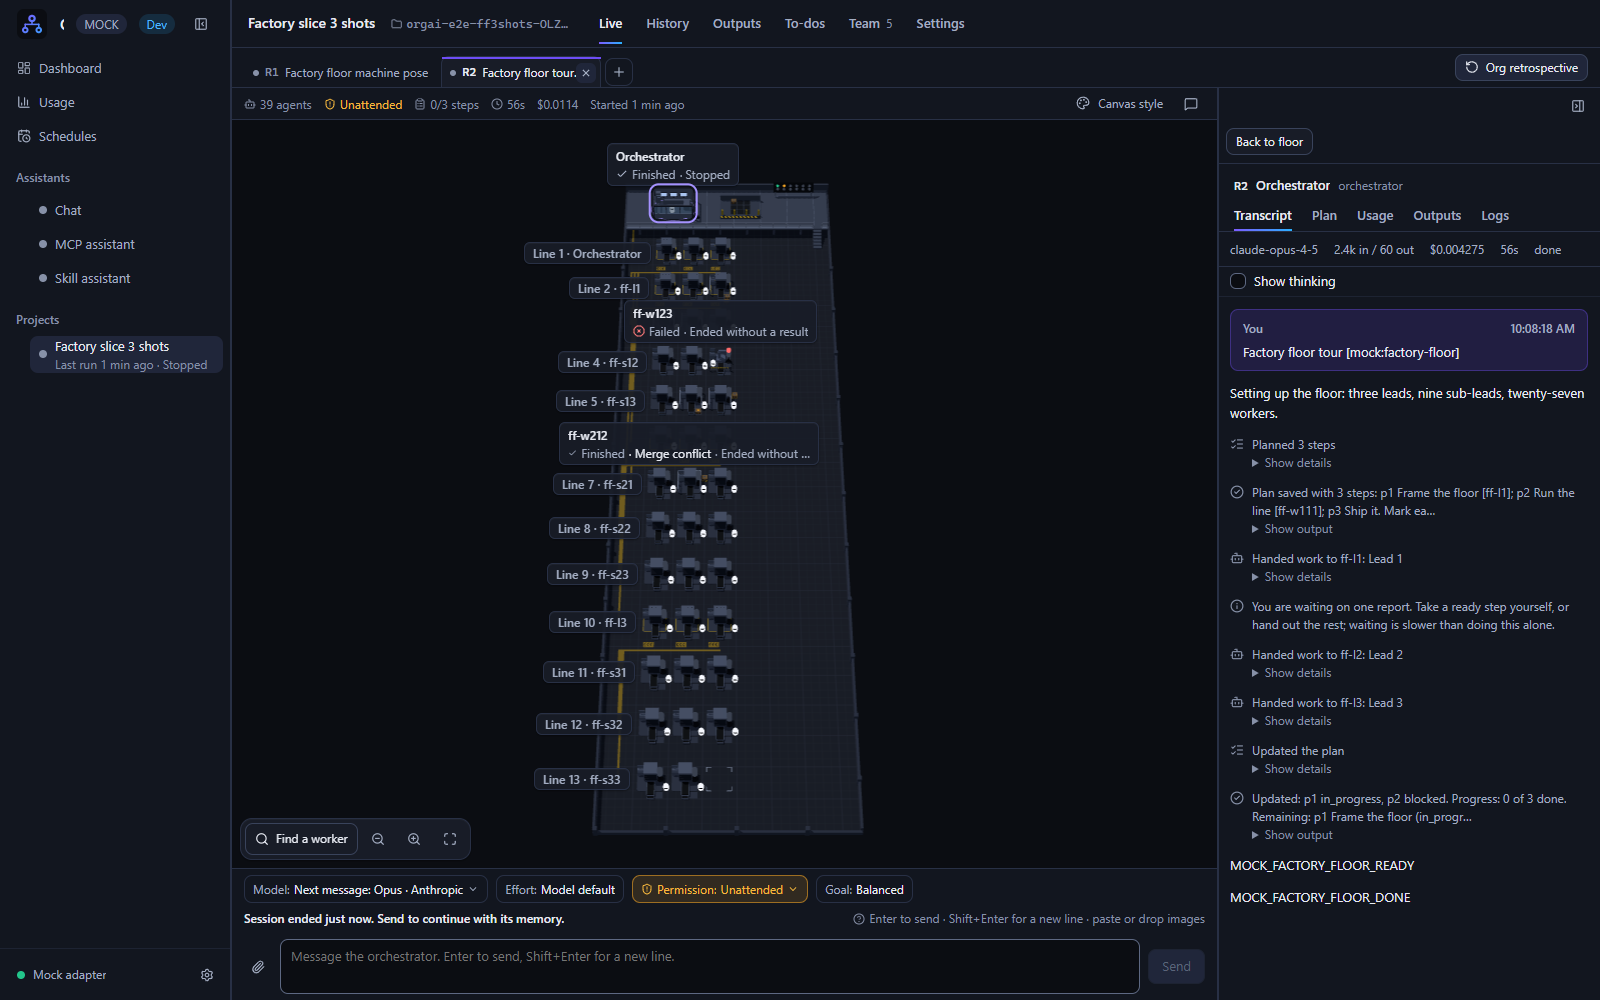 MOCK
Dev
Dashboard
Usage
Schedules
Assistants
Chat
MCP assistant
Skill assistant
Projects
Factory slice 3 shots
Last run 1 min ago · Stopped
Mock adapter
Factory slice 3 shots
orgai-e2e-ff3shots-OLZ…
Live
History
Outputs
To-dos
Team 5
Settings
R1 Factory floor machine pose
R2 Factory floor tour.
Org retrospective
39 agents
Unattended
0/3 steps
56s
$0.0114
Started 1 min ago
Canvas style
Orchestrator
Finished · Stopped
Line 1 · Orchestrator
Line 2 · ff-l1
ff-w123
Failed · Ended without a result
Line 4 · ff-s12
Line 5 · ff-s13
ff-w212
Finished · Merge conflict · Ended without ...
Line 7 · ff-s21
Line 8 · ff-s22
Line 9 · ff-s23
Line 10 · ff-l3
Line 11 · ff-s31
Line 12 · ff-s32
Line 13 · ff-s33
Find a worker
Model: Next message: Opus · Anthropic
Effort: Model default
Permission: Unattended
Goal: Balanced
Session ended just now. Send to continue with its memory.
Enter to send · Shift+Enter for a new line · paste or drop images
Message the orchestrator. Enter to send, Shift+Enter for a new line.
Send
Back to floor
R2 Orchestrator orchestrator
Transcript
Plan
Usage
Outputs
Logs
claude-opus-4-5
2.4k in / 60 out
$0.004275
56s
done
Show thinking
You
10:08:18 AM
Factory floor tour [mock:factory-floor]
Setting up the floor: three leads, nine sub-leads, twenty-seven
workers.
Planned 3 steps
Show details
Plan saved with 3 steps: p1 Frame the floor [ff-l1]; p2 Run the
line [ff-w111]; p3 Ship it. Mark ea...
Show output
Handed work to ff-l1: Lead 1
Show details
You are waiting on one report. Take a ready step yourself, or
hand out the rest; waiting is slower than doing this alone.
Handed work to ff-l2: Lead 2
Show details
Handed work to ff-l3: Lead 3
Show details
Updated the plan
Show details
Updated: p1 in_progress, p2 blocked. Progress: 0 of 3 done.
Remaining: p1 Frame the floor (in_progr...
Show output
MOCK_FACTORY_FLOOR_READY
MOCK_FACTORY_FLOOR_DONE